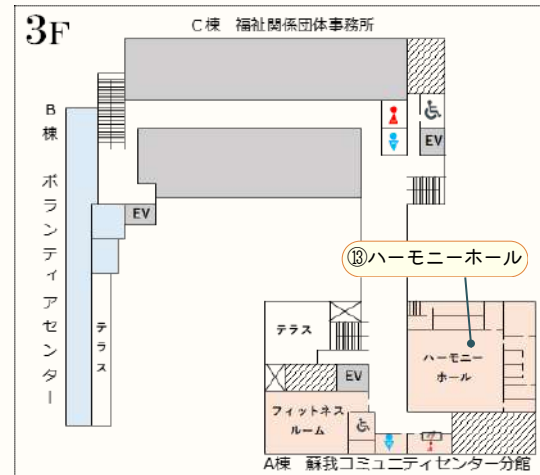 3F
C棟 福祉関係団体事務所
B棟 ボランティアセンター
EV
EV
⑬ハーモニーホール
テラス
テラス
ハーモニー
ホール
EV
フィットネス
ルーム
A棟 蘇我コミュニティセンター分館